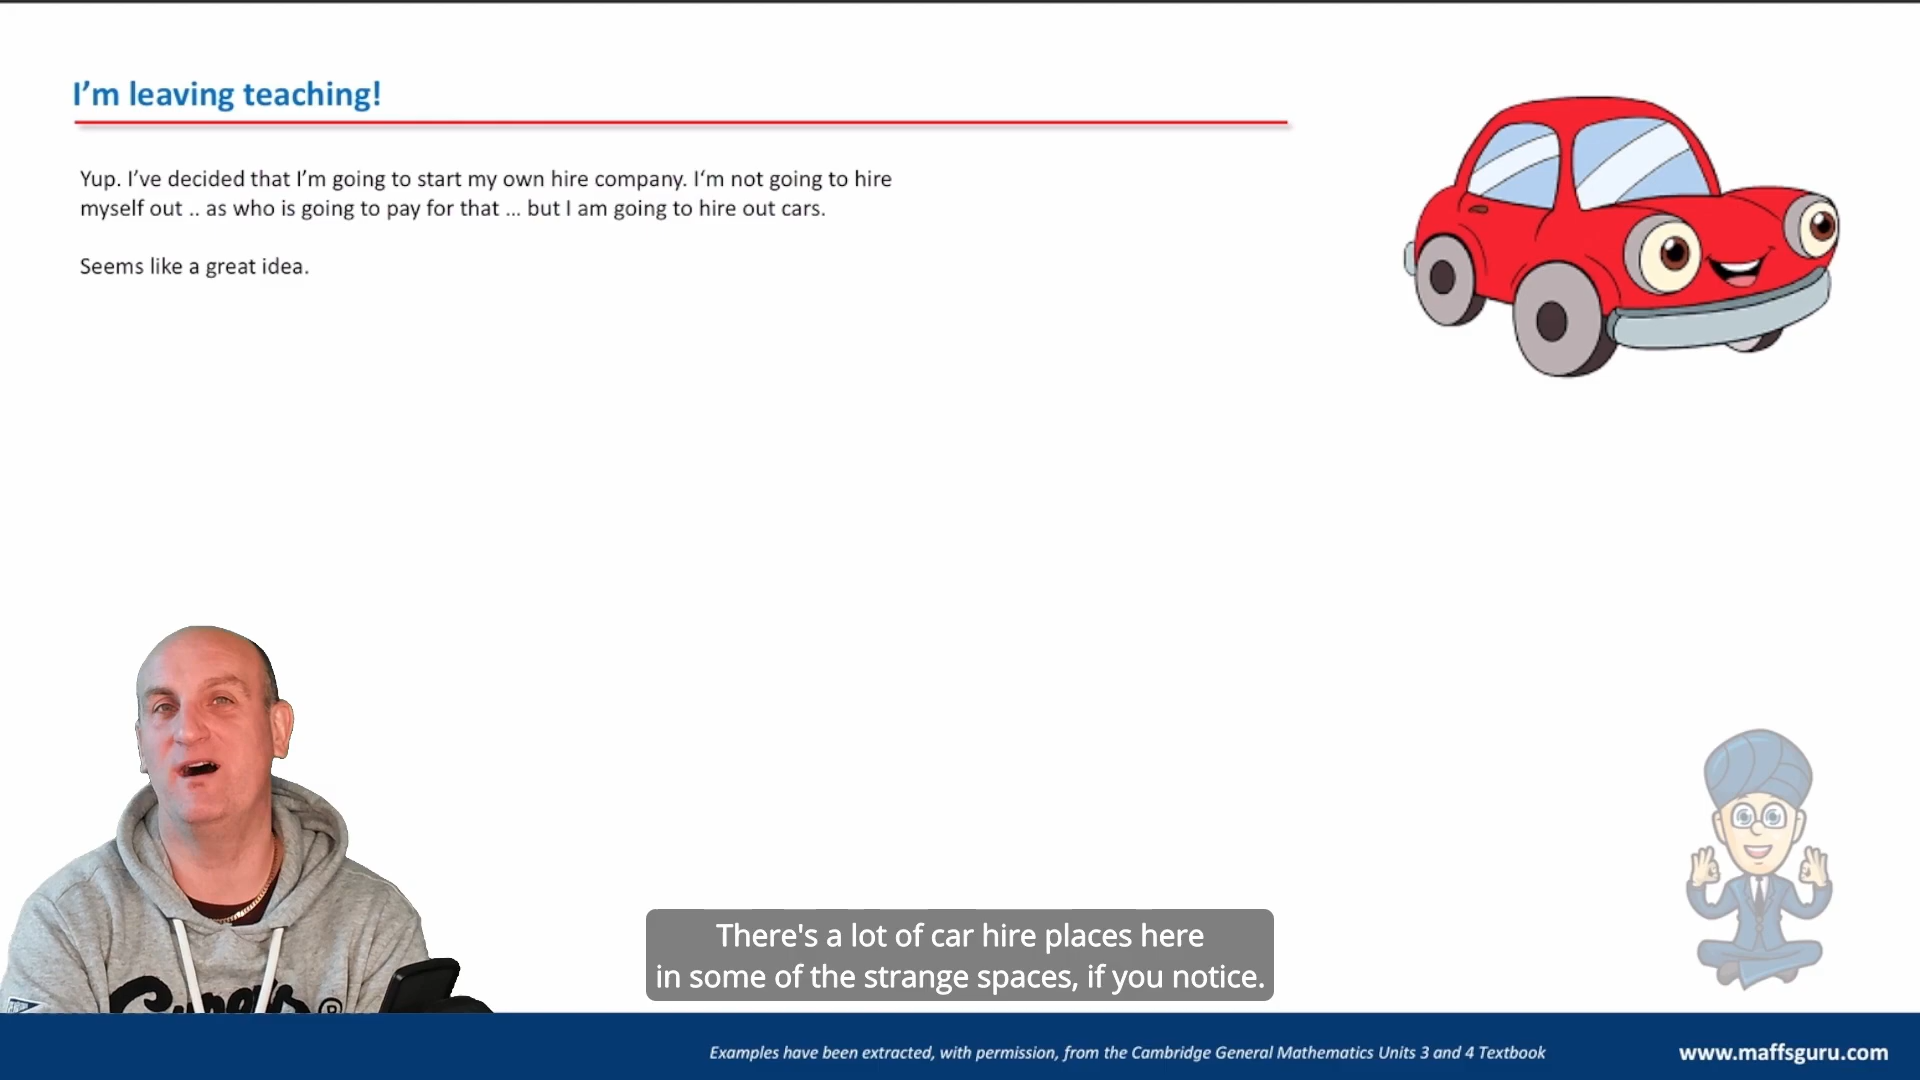 I’m leaving teaching!
Yup. I’ve decided that I’m going to start my own hire company. I‘m not going to hire
myself out .. as who is going to pay for that ... but I am going to hire out cars.
Seems like a great idea.
There's a lot of car hire places here
in some of the strange spaces, if you notice.
Examples have been extracted, with permission, from the Cambridge General Mathematics Units 3 and 4 Textbook
www.maffsguru.com